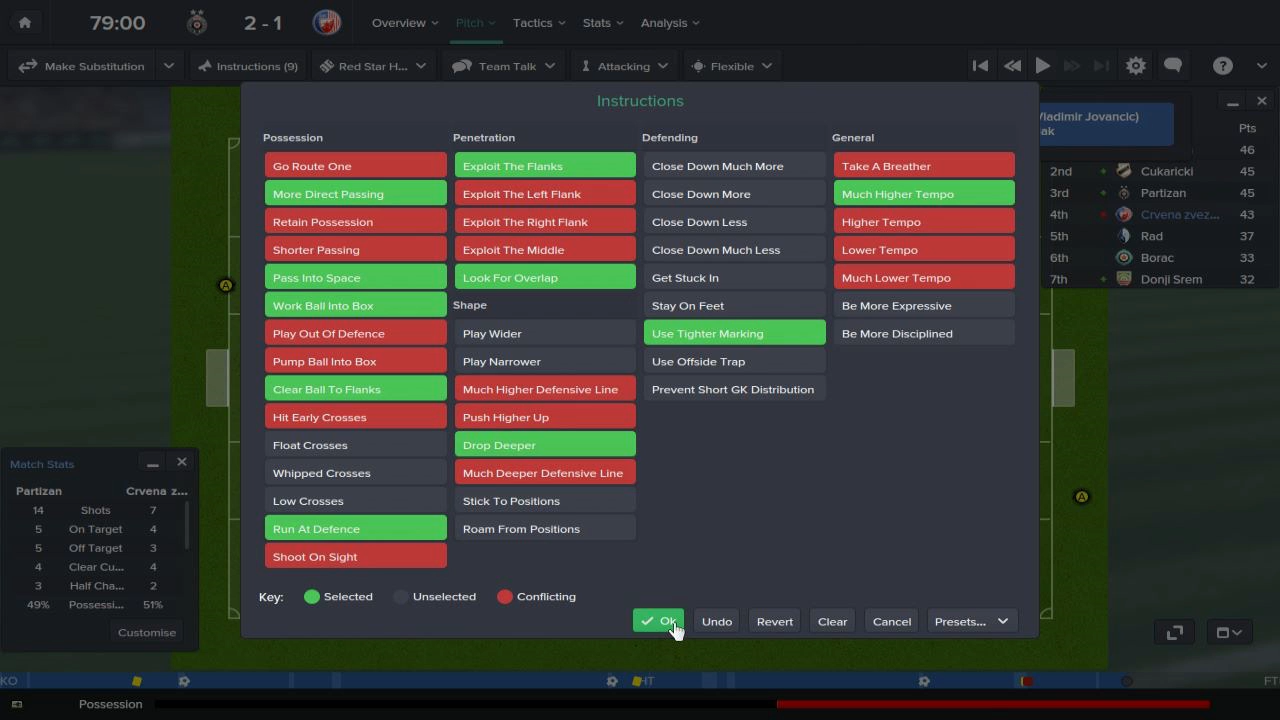 79:00
2 - 1
Overview
Pitch
Tactics
Stats
Analysis
Make Substitution
Instructions (9)
Red Star H...
Team Talk
Attacking
Flexible
?
Instructions
Possession
Go Route One
More Direct Passing
Retain Possession
Shorter Passing
Pass Into Space
Work Ball Into Box
Play Out Of Defence
Pump Ball Into Box
Clear Ball To Flanks
Hit Early Crosses
Float Crosses
Whipped Crosses
Low Crosses
Run At Defence
Shoot On Sight
Penetration
Exploit The Flanks
Exploit The Left Flank
Exploit The Right Flank
Exploit The Middle
Look For Overlap
Shape
Play Wider
Play Narrower
Much Higher Defensive Line
Push Higher Up
Drop Deeper
Much Deeper Defensive Line
Stick To Positions
Roam From Positions
Defending
Close Down Much More
Close Down More
Close Down Less
Close Down Much Less
Get Stuck In
Stay On Feet
Use Tighter Marking
Use Offside Trap
Prevent Short GK Distribution
General
Take A Breather
Much Higher Tempo
Higher Tempo
Lower Tempo
Much Lower Tempo
Be More Expressive
Be More Disciplined
Key: Selected Unselected Conflicting
Ok
Undo
Revert
Clear
Cancel
Presets...
Vladimir Jovancic)
ak
Pts
46
2nd Cukaricki 45
3rd Partizan 45
4th Crvena zvez... 43
5th Rad 37
6th Borac 33
7th Donji Srem 32
A
A
Match Stats
Partizan Crvena z...
14 Shots 7
5 On Target 4
5 Off Target 3
4 Clear Cu... 4
3 Half Cha... 2
49% Possessi... 51%
Customise
KO
HT
FT
Possession